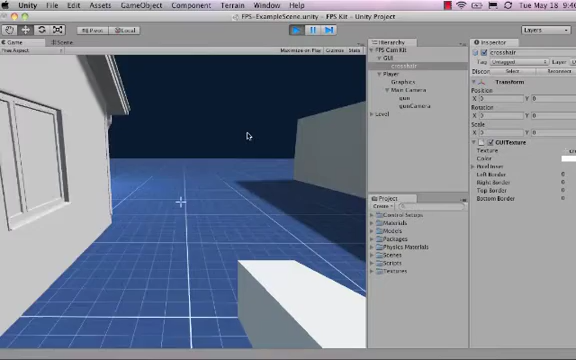 Unity File Edit Assets GameObject Component Terrain Window Help
Tue May 18 9:4
FPS-ExampleScene.unity – FPS Kit – Unity Project
Pivot Local
Layers
Game Scene
Free Aspect
Maximize on Play Gizmos Stats
Hierarchy
FPS Cam Kit
GUI
crosshair
Player
Graphics
Main Camera
gun
gunCamera
Level
Project
Create
Control Setups
Materials
Models
Packages
Physics Materials
Scenes
Scripts
Textures
Inspector
crosshair
Tag Untagged Layer
Discon Select Revert
Transform
Position
X 0 Y 0
Rotation
X 0 Y 0
Scale
X 0 Y 0
GUITexture
Texture
Color
Pixel Inset
Left Border 0
Right Border 0
Top Border 0
Bottom Border 0